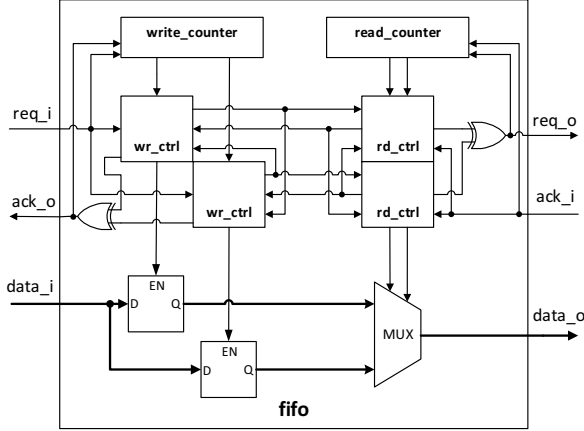 write_counter
read_counter
req_i
wr_ctrl
rd_ctrl
req_o
ack_o
wr_ctrl
rd_ctrl
ack_i
data_i
EN
D
Q
MUX
data_o
EN
D
Q
fifo